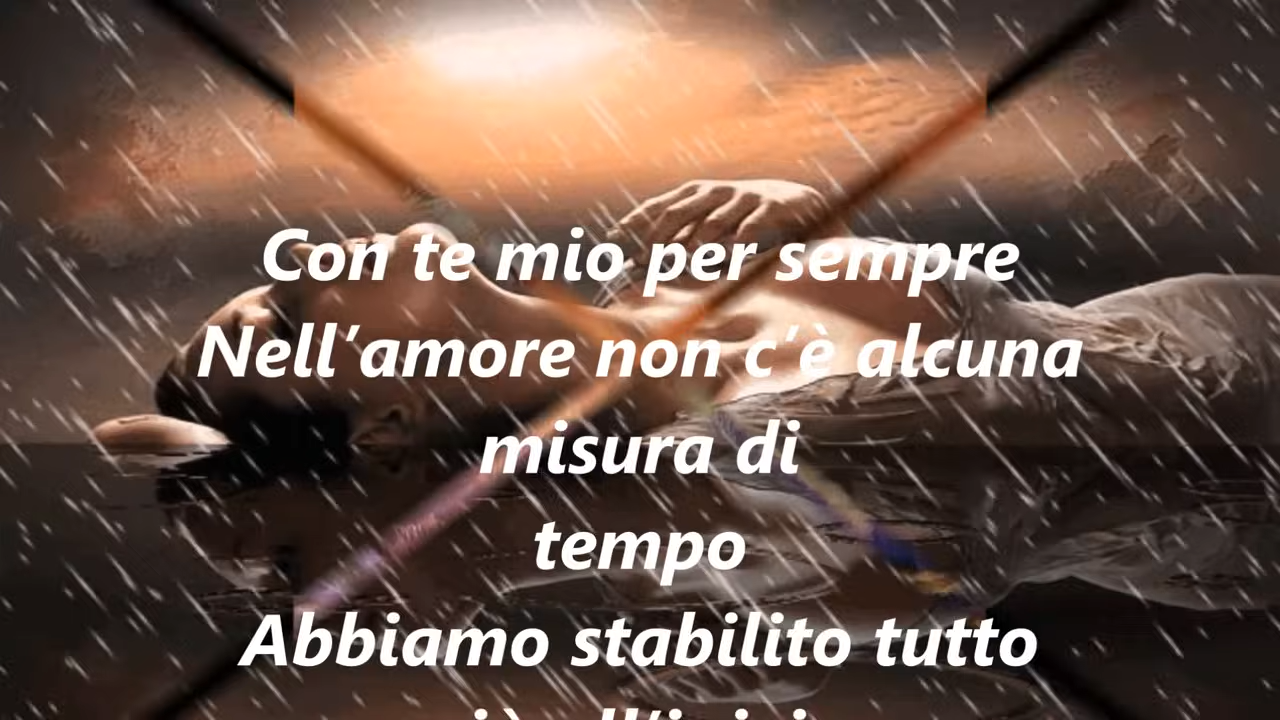 Con te mio per sempre
Nell’amore non c’è alcuna
misura di
tempo
Abbiamo stabilito tutto